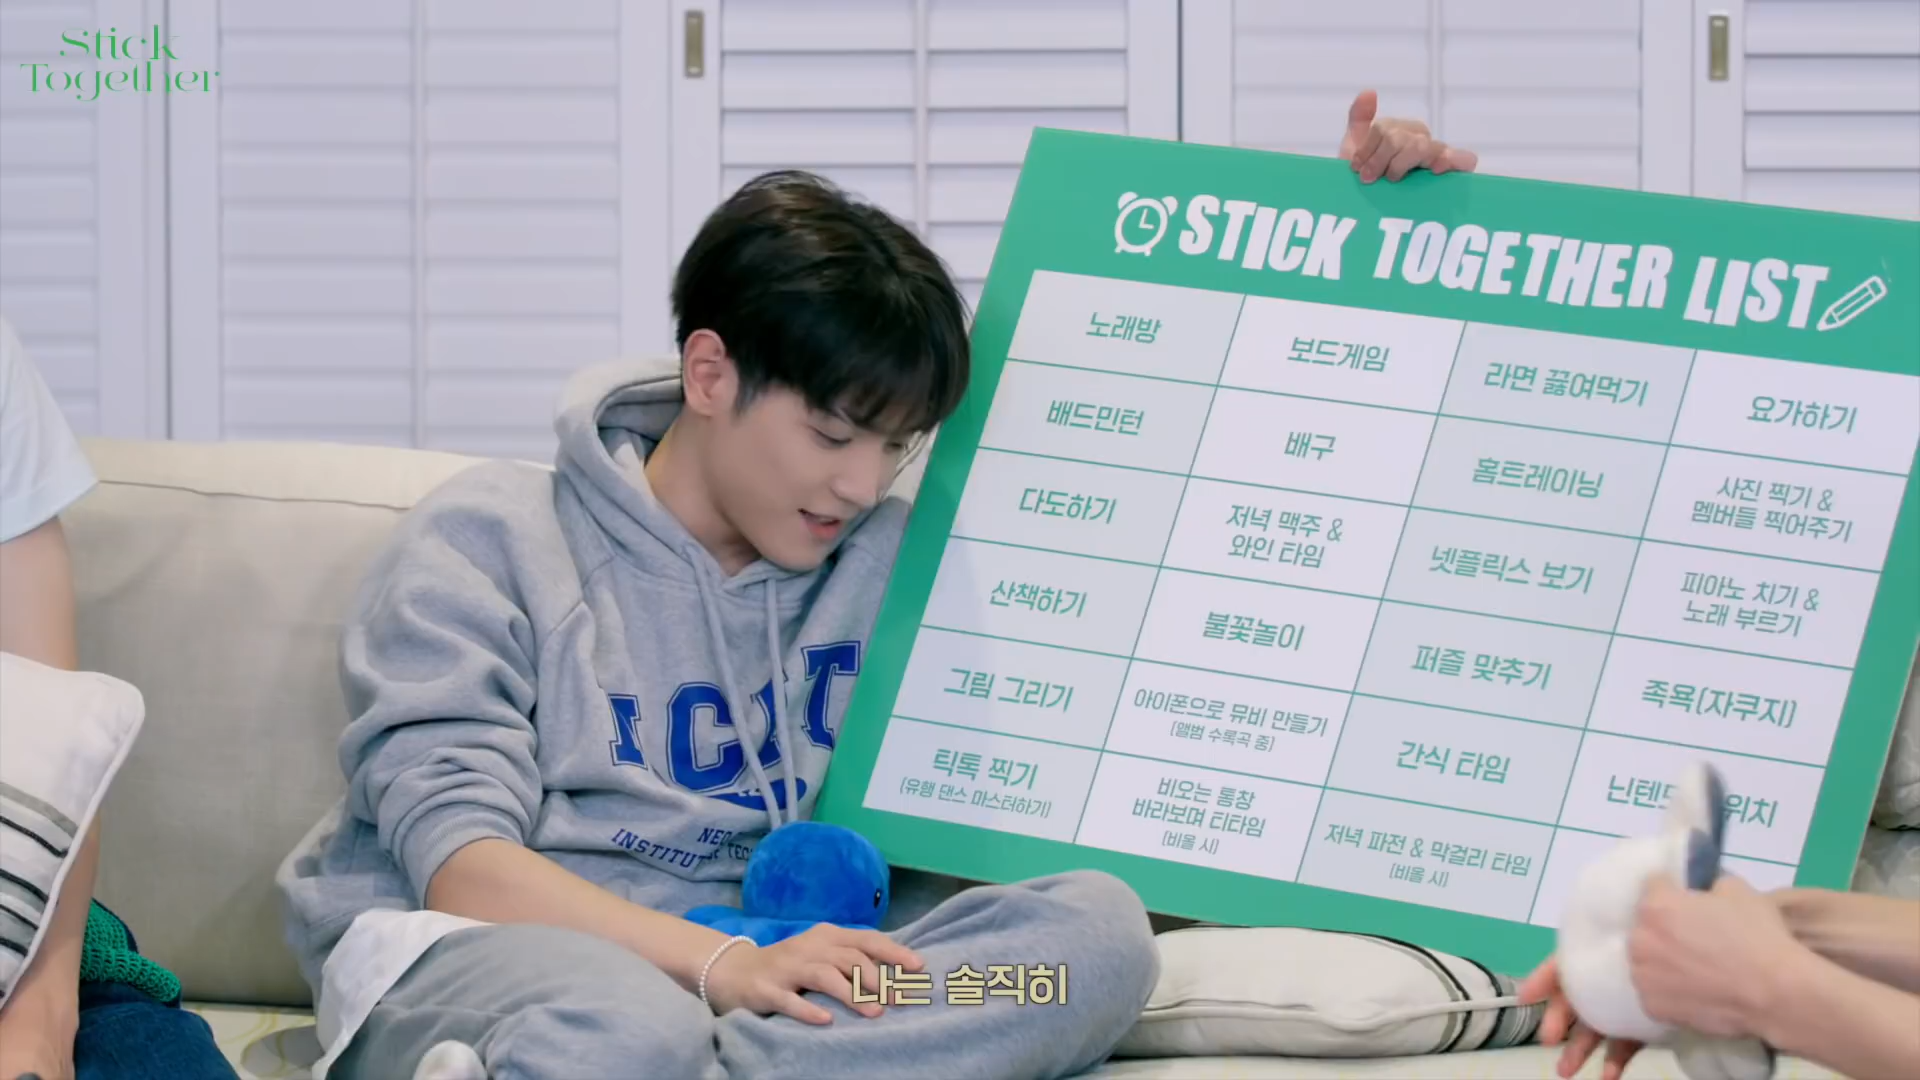 Stick
Together
STICK TOGETHER LIST
노래방
보드게임
라면 끓여먹기
요가하기
배드민턴
배구
홈트레이닝
사진 찍기 &
멤버들 찍어주기
다도하기
저녁 맥주 &
와인 타임
넷플릭스 보기
피아노 치기 &
노래 부르기
산책하기
불꽃놀이
퍼즐 맞추기
족욕(자쿠지)
그림 그리기
아이폰으로 뮤비 만들기
(앨범 수록곡 중)
간식 타임
닌텐 위치
틱톡 찍기
(유행 댄스 마스터하기)
비오는 통창
바라보며 티타임
(비올 시)
저녁 파전 & 막걸리 타임
(비올 시)
NEO
INSTITU
나는 솔직히